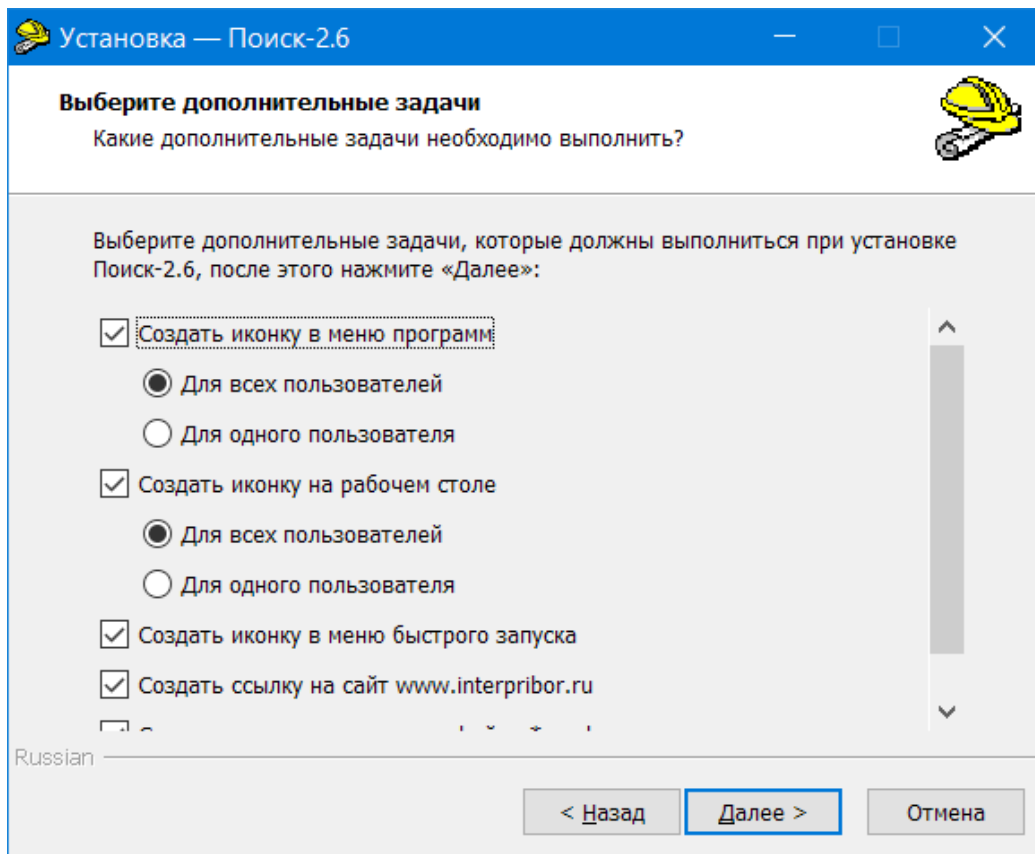 Установка — Поиск-2.6
Выберите дополнительные задачи
Какие дополнительные задачи необходимо выполнить?
Выберите дополнительные задачи, которые должны выполниться при установке
Поиск-2.6, после этого нажмите «Далее»:
Создать иконку в меню программ
Для всех пользователей
Для одного пользователя
Создать иконку на рабочем столе
Для всех пользователей
Для одного пользователя
Создать иконку в меню быстрого запуска
Создать ссылку на сайт www.interpribor.ru
Russian
< Назад
Далее >
Отмена